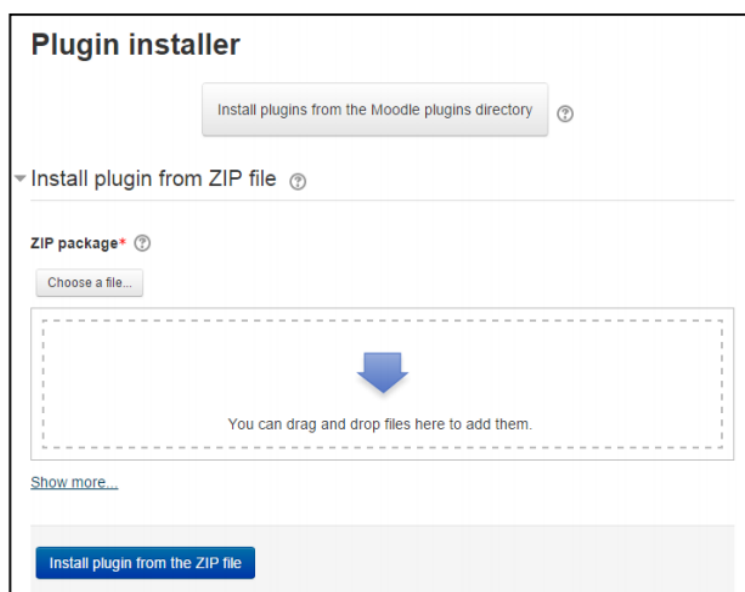 Plugin installer
Install plugins from the Moodle plugins directory
Install plugin from ZIP file
ZIP package*
Choose a file...
You can drag and drop files here to add them.
Show more...
Install plugin from the ZIP file